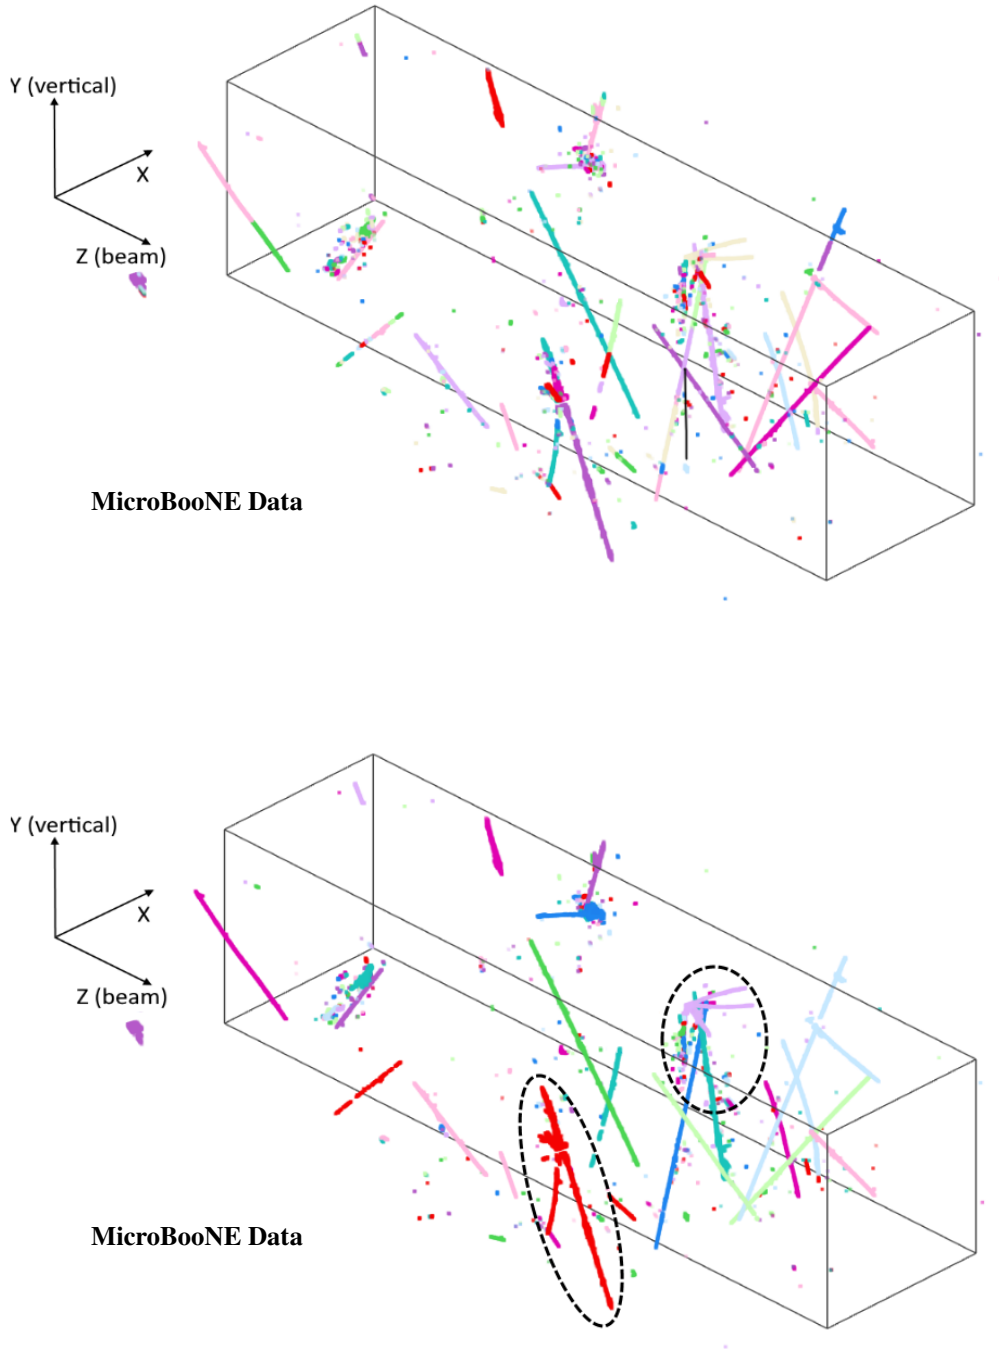 Y (vertical)
X
Z (beam)
MicroBooNE Data
Y (vertical)
X
Z (beam)
MicroBooNE Data